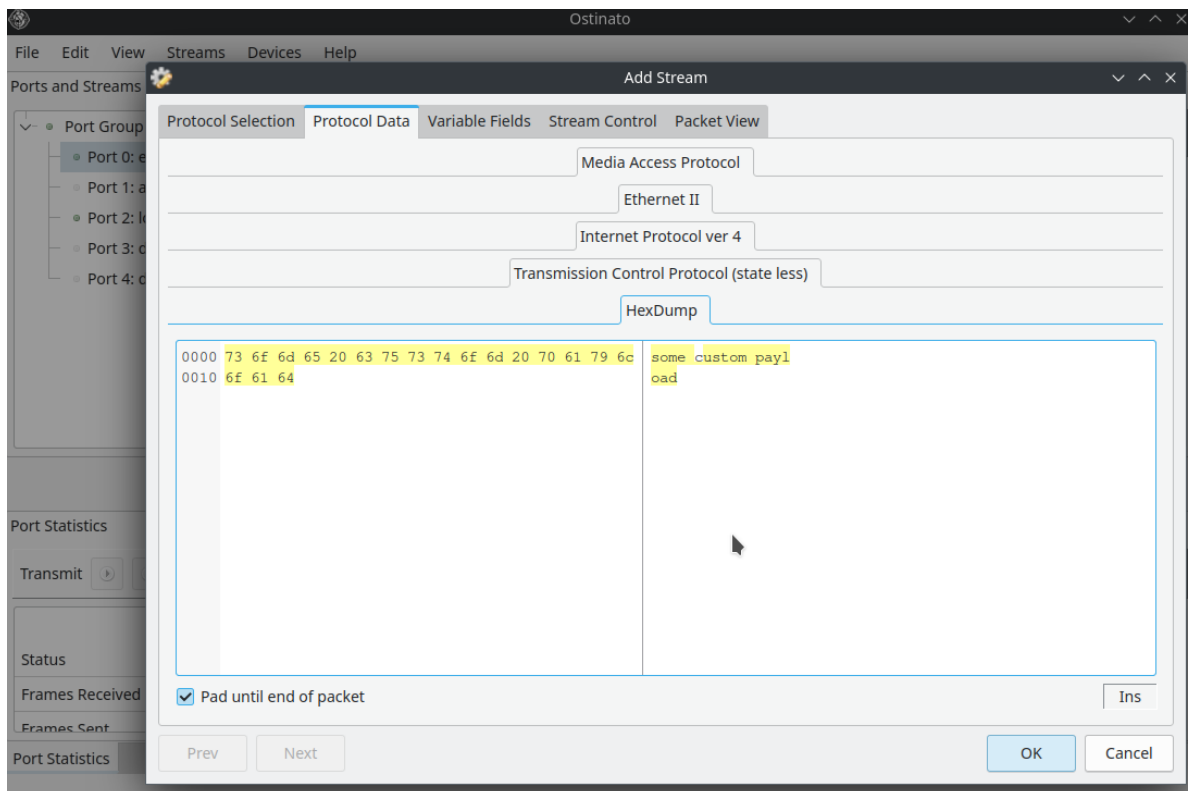 Ostinato
File Edit View Streams Devices Help
Ports and Streams
Add Stream
Protocol Selection Protocol Data Variable Fields Stream Control Packet View
Port Group
Port 0: e
Port 1: a
Port 2: lo
Port 3: d
Port 4: d
Media Access Protocol
Ethernet II
Internet Protocol ver 4
Transmission Control Protocol (state less)
HexDump
0000 73 6f 6d 65 20 63 75 73 74 6f 6d 20 70 61 79 6c some custom payl
0010 6f 61 64 oad
Pad until end of packet
Ins
Port Statistics
Transmit
Status
Frames Received
Frames Sent
Port Statistics
Prev Next OK Cancel